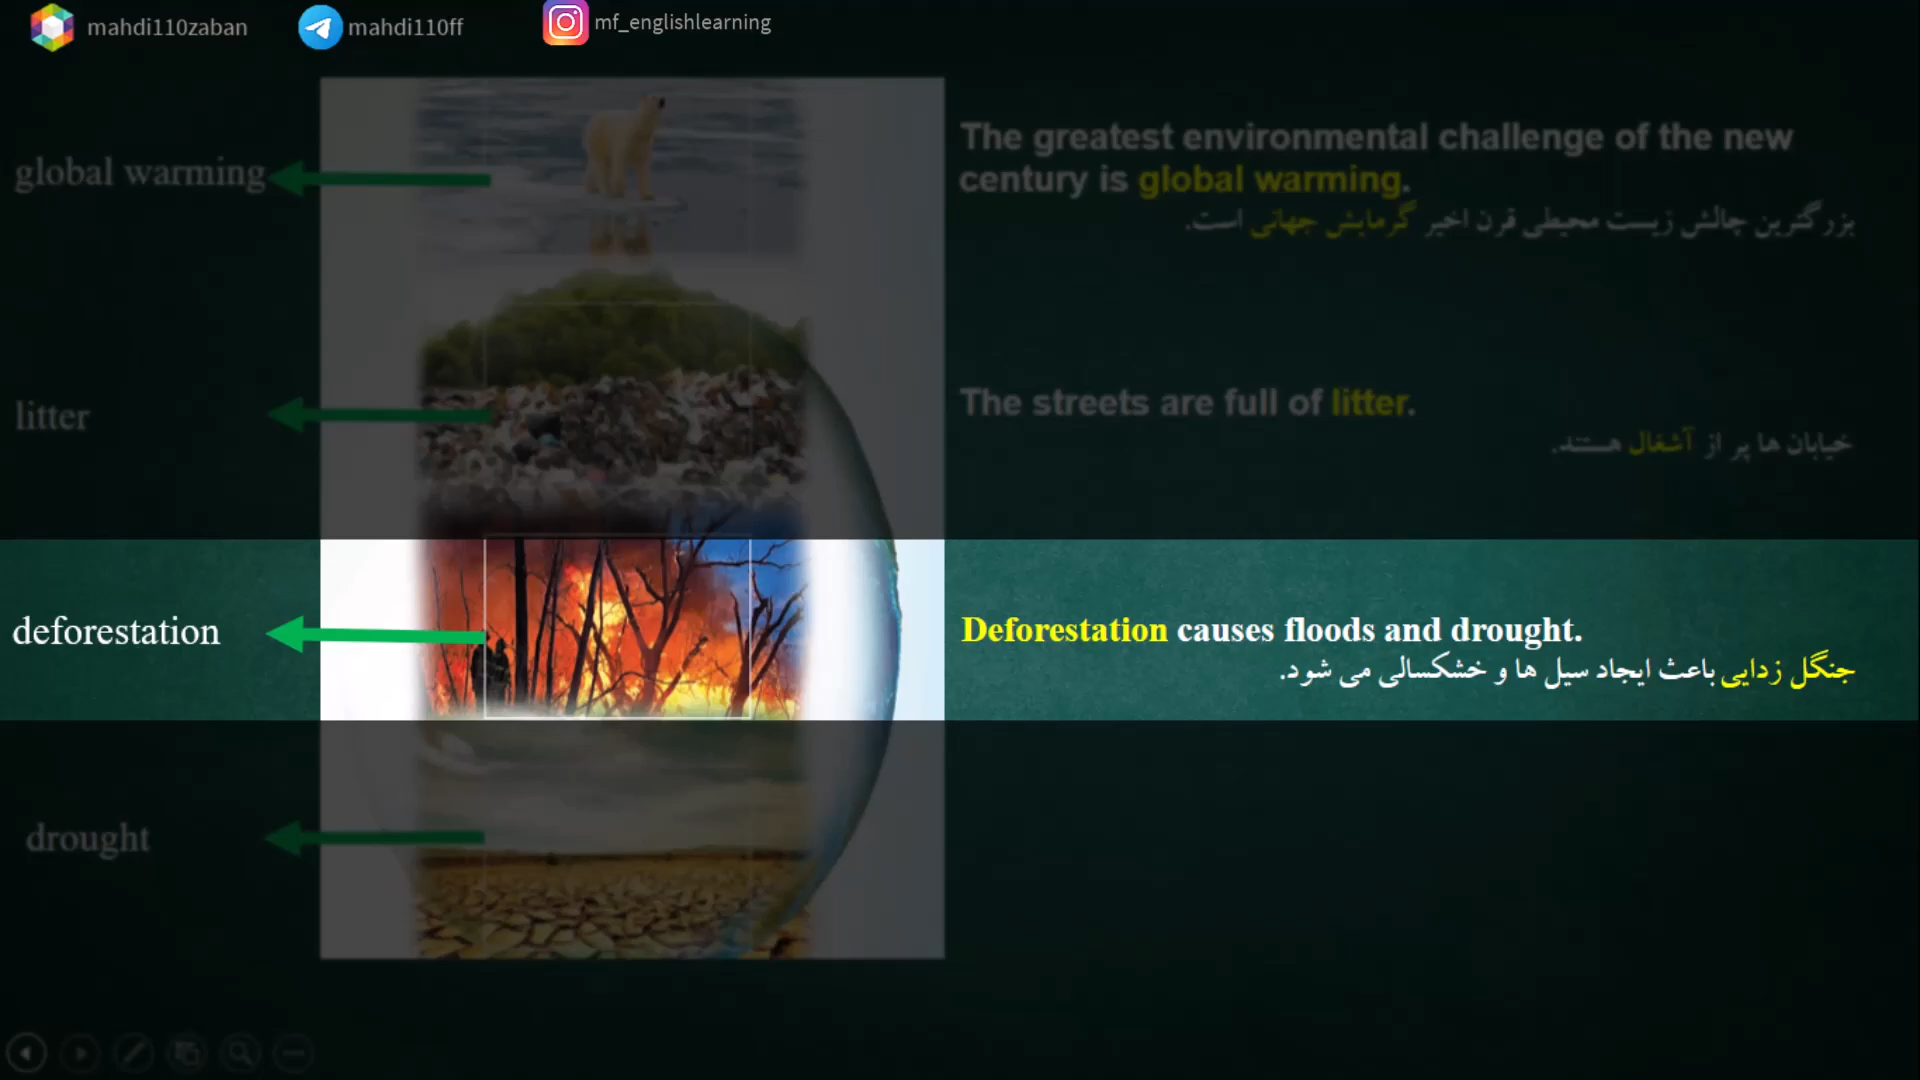 mahdi110zaban
mahdi110ff
mf_englishlearning
global warming
The greatest environmental challenge of the new
century is global warming.
بزرگترین چالش زیست محیطی قرن اخیر گرمایش جهانی است.
litter
The streets are full of litter.
خیابان ها پر از آشغال هستند.
deforestation
Deforestation causes floods and drought.
جنگل زدایی باعث ایجاد سیل ها و خشکسالی می شود.
drought